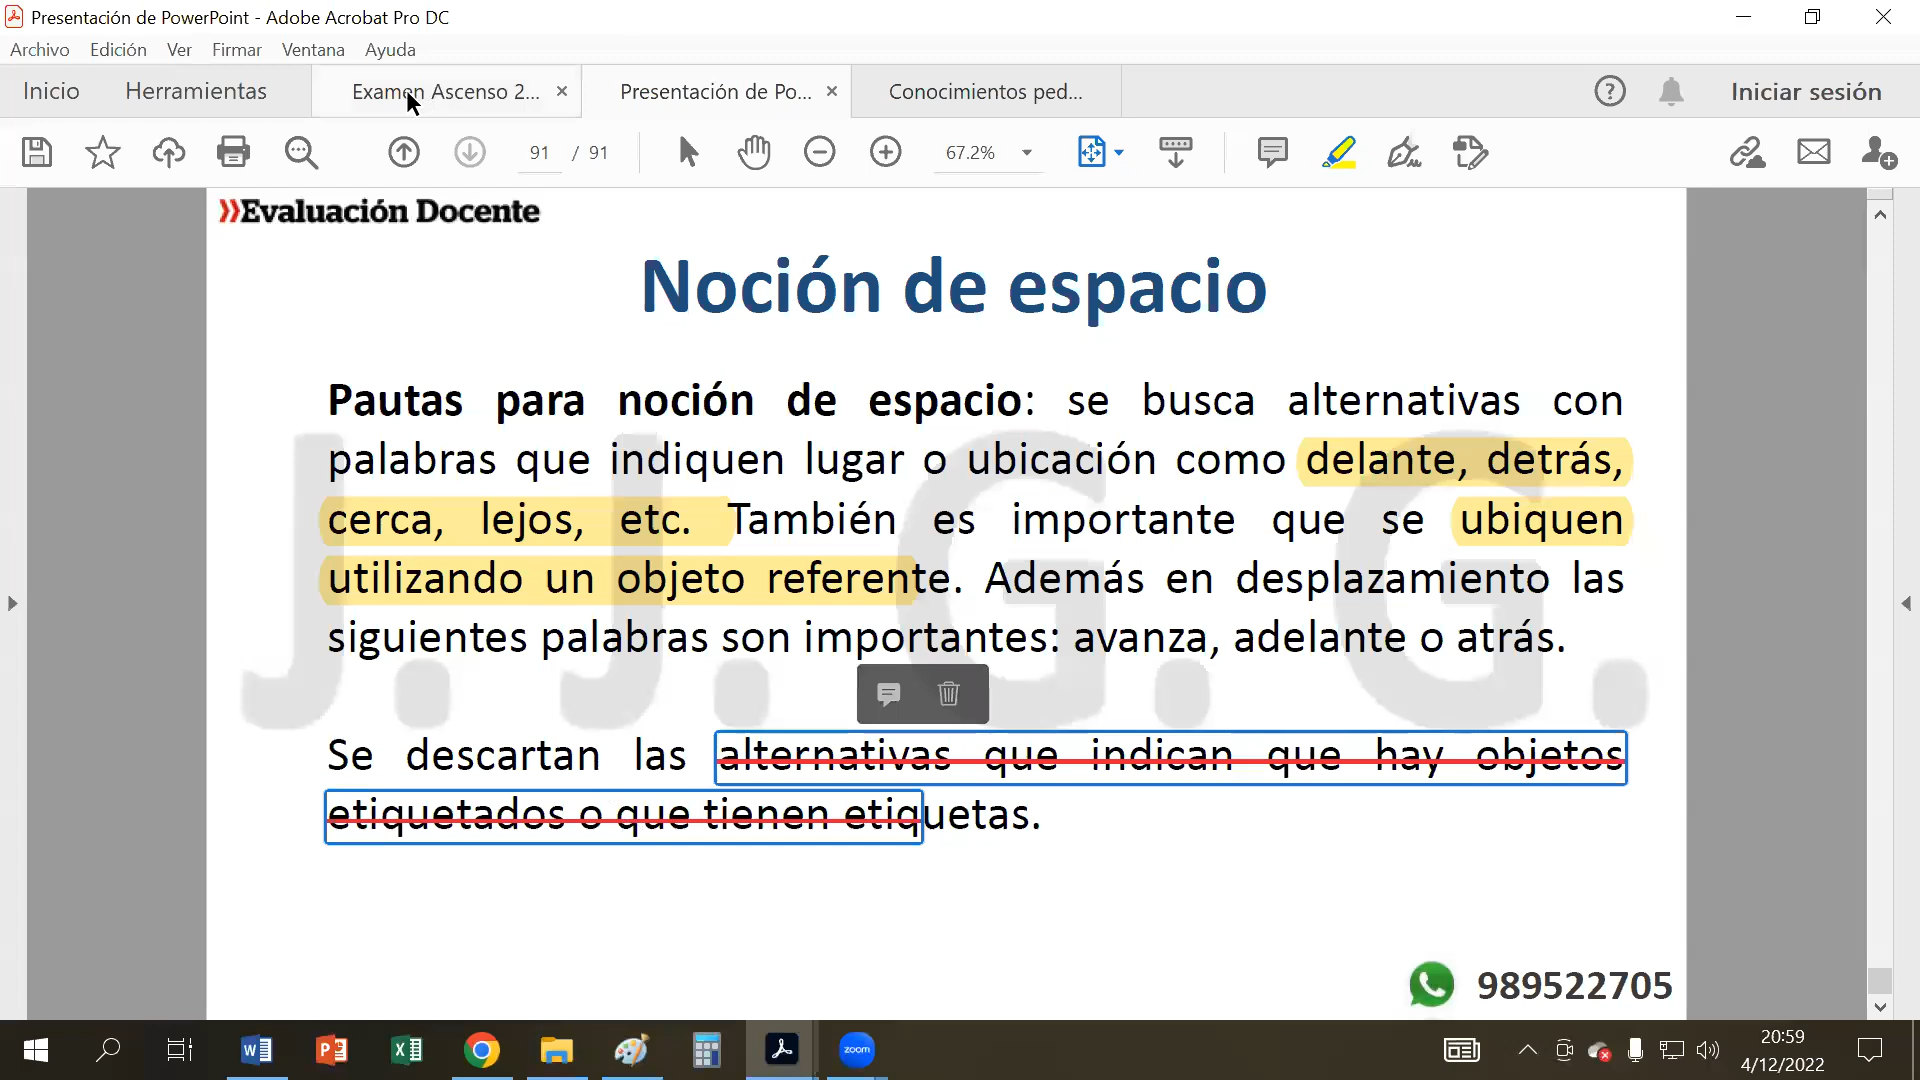 Presentación de PowerPoint - Adobe Acrobat Pro DC
Archivo Edición Ver Firmar Ventana Ayuda
Inicio Herramientas Examen Ascenso 2... × Presentación de Po... × Conocimientos ped... Iniciar sesión
91 / 91 67.2%
Evaluación Docente
Noción de espacio
Pautas para noción de espacio: se busca alternativas con
palabras que indiquen lugar o ubicación como delante, detrás,
cerca, lejos, etc. También es importante que se ubiquen
utilizando un objeto referente. Además en desplazamiento las
siguientes palabras son importantes: avanza, adelante o atrás.
J. J. G. G.
Se descartan las alternativas que indican que hay objetos
etiquetados o que tienen etiquetas.
989522705
zoom
20:59
4/12/2022